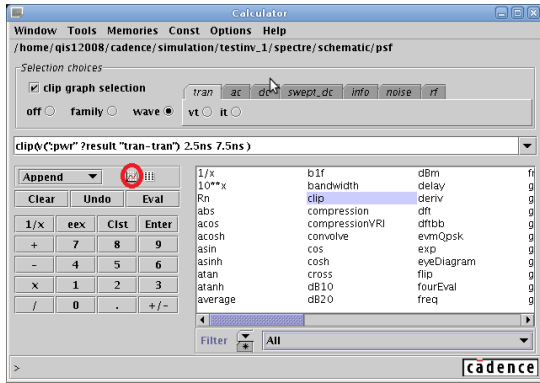 Calculator
Window Tools Memories Const Options Help
/home/qis12008/cadence/simulation/testinv_1/spectre/schematic/psf
Selection choices
clip graph selection
tran ac dc swept_dc info noise rf
off family wave vt it
clip(v(":pwr" ?result "tran-tran") 2.5ns 7.5ns )
Append
Clear Undo Eval
1/x eex Clst Enter
+ 7 8 9
- 4 5 6
x 1 2 3
/ 0 . +/-
1/x b1f dBm
10**x bandwidth delay
Rn clip deriv
abs compression dft
acos compressionVRI dftbb
acosh convolve evmQpsk
asin cos exp
asinh cosh eyeDiagram
atan cross flip
atanh dB10 fourEval
average dB20 freq
Filter All
>
cadence